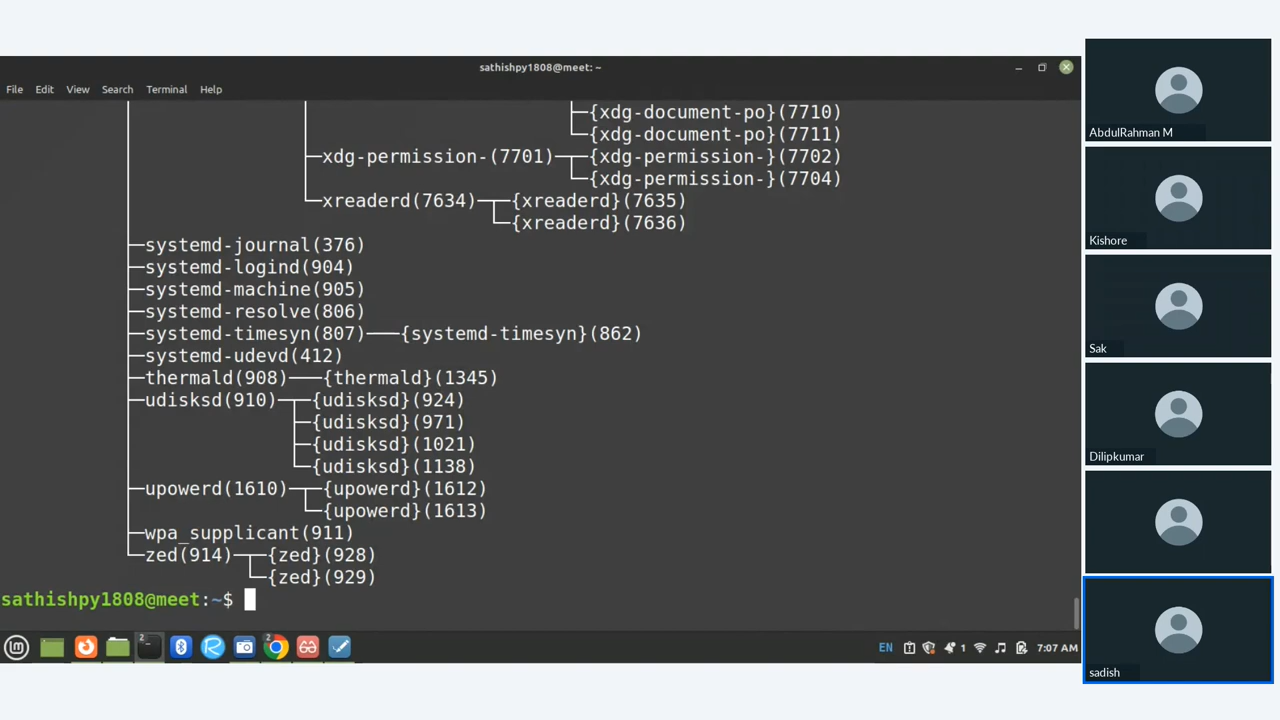 sathishpy1808@meet: ~
File Edit View Search Terminal Help
├─{xdg-document-po}(7710)
└─{xdg-document-po}(7711)
├─xdg-permission-(7701)─┬─{xdg-permission-}(7702)
└─{xdg-permission-}(7704)
└─xreaderd(7634)─┬─{xreaderd}(7635)
└─{xreaderd}(7636)
├─systemd-journal(376)
├─systemd-logind(904)
├─systemd-machine(905)
├─systemd-resolve(806)
├─systemd-timesyn(807)───{systemd-timesyn}(862)
├─systemd-udevd(412)
├─thermald(908)───{thermald}(1345)
├─udisksd(910)─┬─{udisksd}(924)
├─{udisksd}(971)
├─{udisksd}(1021)
└─{udisksd}(1138)
├─upowerd(1610)─┬─{upowerd}(1612)
└─{upowerd}(1613)
├─wpa_supplicant(911)
└─zed(914)─┬─{zed}(928)
└─{zed}(929)
sathishpy1808@meet:~$
2 2 EN 1 7:07 AM
AbdulRahman M
Kishore
Sak
Dilipkumar
sadish